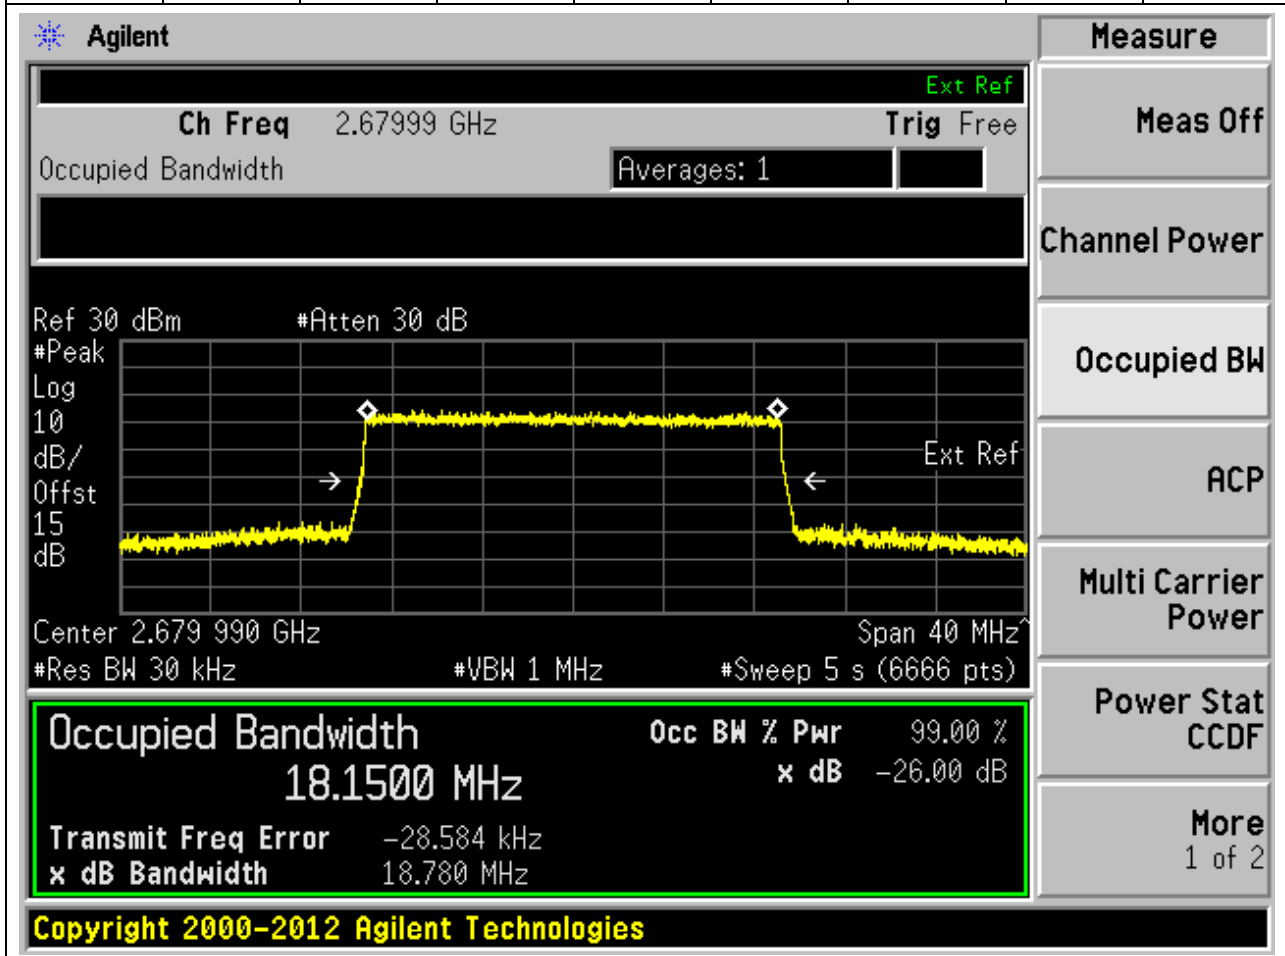 Agilent
Measure
Ext Ref
Ch Freq 2.67999 GHz Trig Free
Meas Off
Occupied Bandwidth Averages: 1
Channel Power
Ref 30 dBm #Atten 30 dB
#Peak
Log
10
dB/
Offst
15
dB
Ext Ref
Occupied BW
ACP
Center 2.679 990 GHz Span 40 MHz^
#Res BW 30 kHz #VBW 1 MHz #Sweep 5 s (6666 pts)
Multi Carrier
Power
Occupied Bandwidth Occ BW % Pwr 99.00 %
18.1500 MHz x dB -26.00 dB
Transmit Freq Error -28.584 kHz
x dB Bandwidth 18.780 MHz
Power Stat
CCDF
More
1 of 2
Copyright 2000-2012 Agilent Technologies